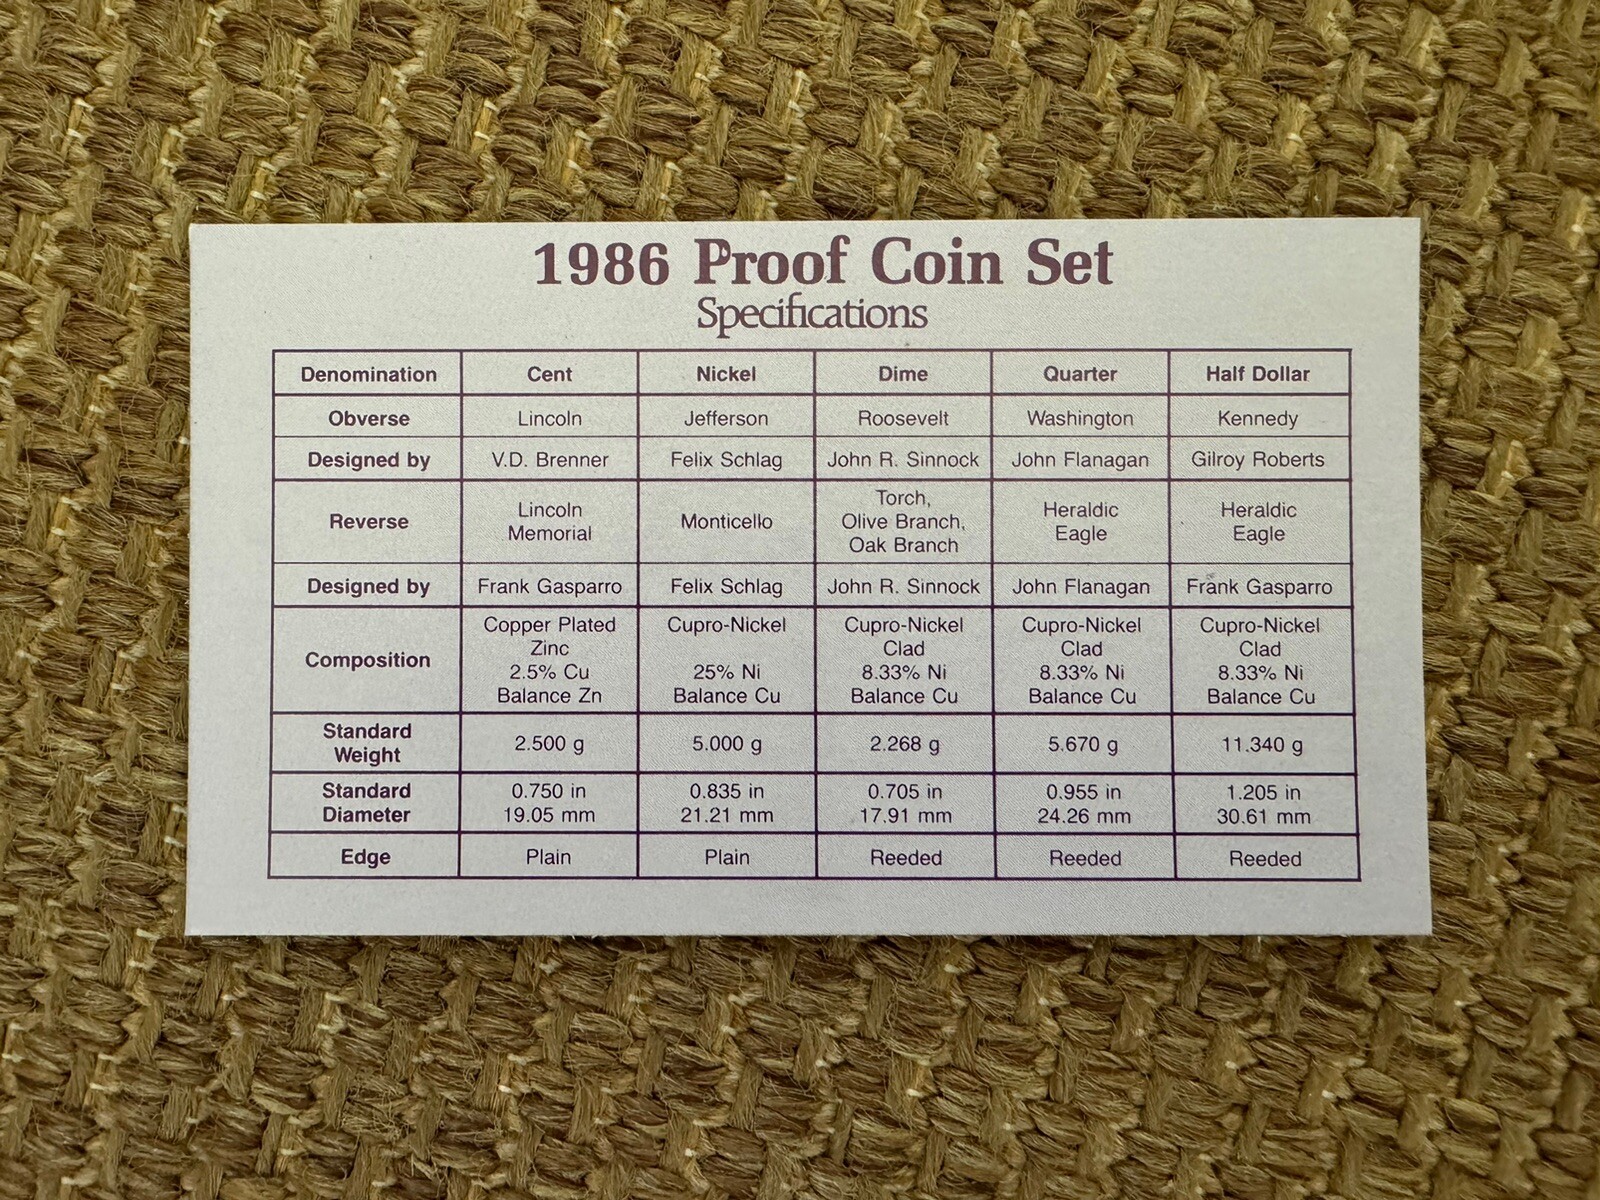 1986 Proof Coin Set
Specifications
Denomination Cent Nickel Dime Quarter Half Dollar
Obverse Lincoln Jefferson Roosevelt Washington Kennedy
Designed by V.D. Brenner Felix Schlag John R. Sinnock John Flanagan Gilroy Roberts
Reverse Lincoln Memorial Monticello Torch, Olive Branch, Oak Branch Heraldic Eagle Heraldic Eagle
Designed by Frank Gasparro Felix Schlag John R. Sinnock John Flanagan Frank Gasparro
Composition Copper Plated Zinc 2.5% Cu Balance Zn Cupro-Nickel 25% Ni Balance Cu Cupro-Nickel Clad 8.33% Ni Balance Cu Cupro-Nickel Clad 8.33% Ni Balance Cu Cupro-Nickel Clad 8.33% Ni Balance Cu
Standard Weight 2.500 g 5.000 g 2.268 g 5.670 g 11.340 g
Standard Diameter 0.750 in 19.05 mm 0.835 in 21.21 mm 0.705 in 17.91 mm 0.955 in 24.26 mm 1.205 in 30.61 mm
Edge Plain Plain Reeded Reeded Reeded